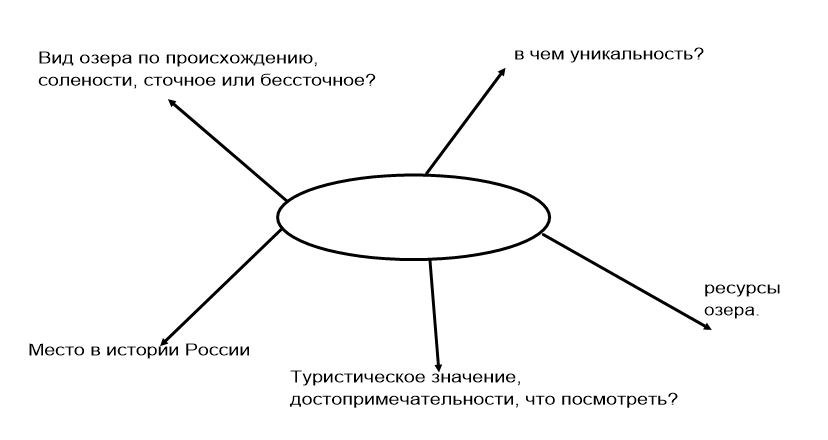 Вид озера по происхождению,
солености, сточное или бессточное?
в чем уникальность?
ресурсы
озера.
Место в истории России
Туристическое значение,
достопримечательности, что посмотреть?